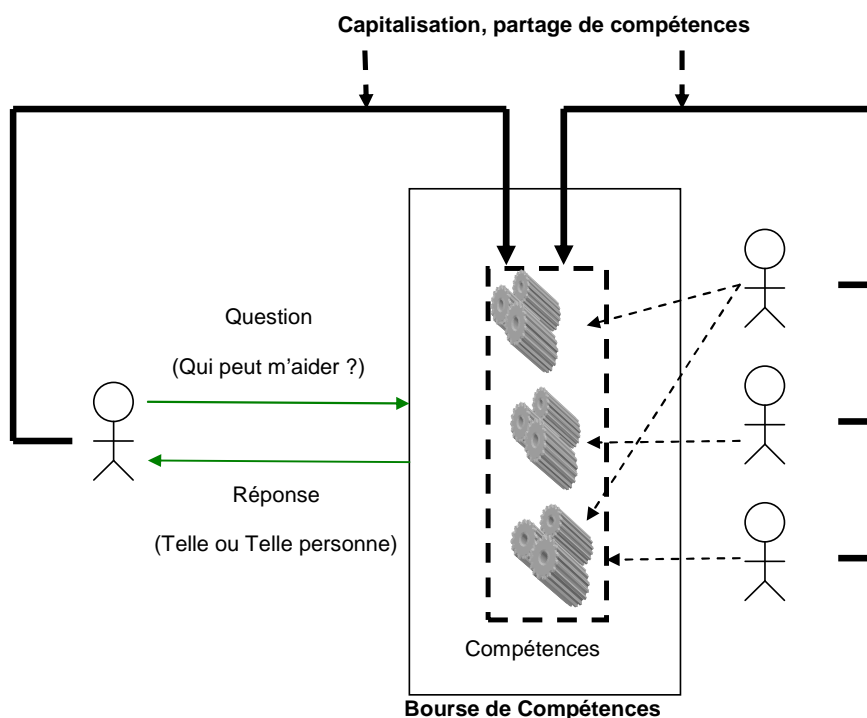 Capitalisation, partage de compétences
Question
(Qui peut m’aider ?)
Réponse
(Telle ou Telle personne)
Compétences
Bourse de Compétences